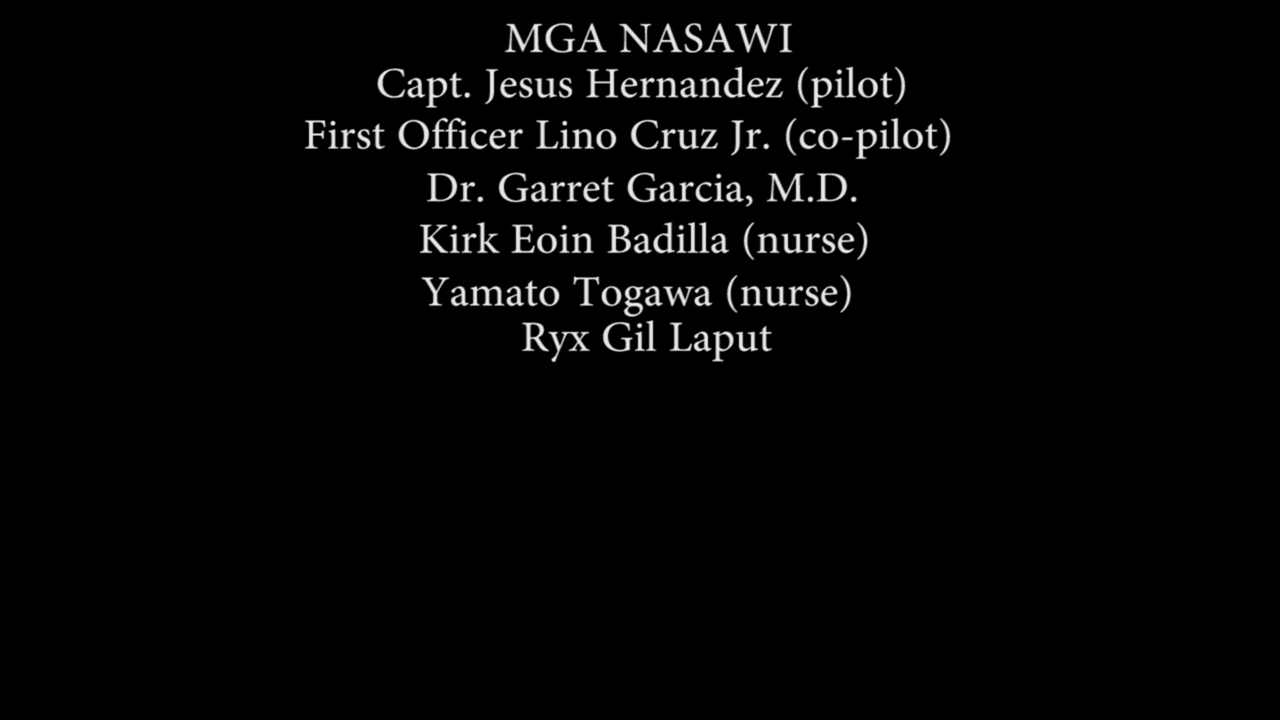 MGA NASAWI
Capt. Jesus Hernandez (pilot)
First Officer Lino Cruz Jr. (co-pilot)
Dr. Garret Garcia, M.D.
Kirk Eoin Badilla (nurse)
Yamato Togawa (nurse)
Ryx Gil Laput